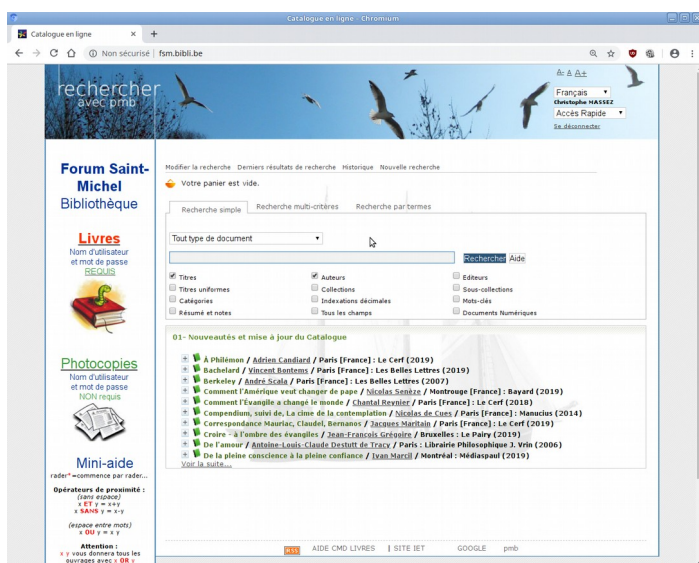 Catalogue en ligne - Chromium
Catalogue en ligne × +
Non sécurisé | fsm.bibli.be
rechercher
avec pmb
A- A A+
Français
Christophe MASSEZ
Accès Rapide
Se déconnecter
Forum Saint-Michel
Bibliothèque
Livres
Nom d'utilisateur
et mot de passe
REQUIS
Photocopies
Nom d'utilisateur
et mot de passe
NON requis
Mini-aide
rader*=commence par rader...
Opérateurs de proximité :
(sans espace)
x ET y = x+y
x SANS y = x-y
(espace entre mots)
x OU y = x y
Attention :
x y vous donnera tous les
ouvrages avec x OR x
Modifier la recherche Derniers résultats de recherche Historique Nouvelle recherche
Votre panier est vide.
Recherche simple Recherche multi-critères Recherche par termes
Tout type de document
Rechercher Aide
Titres Auteurs Editeurs
Titres uniformes Collections Sous-collections
Catégories Indexations décimales Mots-clés
Résumé et notes Tous les champs Documents Numériques
01- Nouveautés et mise à jour du Catalogue
À Philémon / Adrien Candiard / Paris [France] : Le Cerf (2019)
Bachelard / Vincent Bontems / Paris [France] : Les Belles Lettres (2019)
Berkeley / André Scala / Paris [France] : Les Belles Lettres (2007)
Comment l'Amérique veut changer de pape / Nicolas Senèze / Montrouge [France] : Bayard (2019)
Comment l'Évangile a changé le monde / Chantal Reynier / Paris [France] : Le Cerf (2018)
Compendium, suivi de, La cime de la contemplation / Nicolas de Cues / Paris [France] : Manucius (2014)
Correspondance Mauriac, Claudel, Bernanos / Jacques Maritain / Paris [France] : Le Cerf (2019)
Croire - à l'ombre des évangiles / Jean-François Grégoire / Bruxelles : Le Pairy (2019)
De l'amour / Antoine-Louis-Claude Destutt de Tracy / Paris : Librairie Philosophique J. Vrin (2006)
De la pleine conscience à la pleine confiance / Ivan Marcil / Montréal : Médiaspaul (2019)
Voir la suite...
RSS AIDE CMD LIVRES | SITE IET GOOGLE pmb